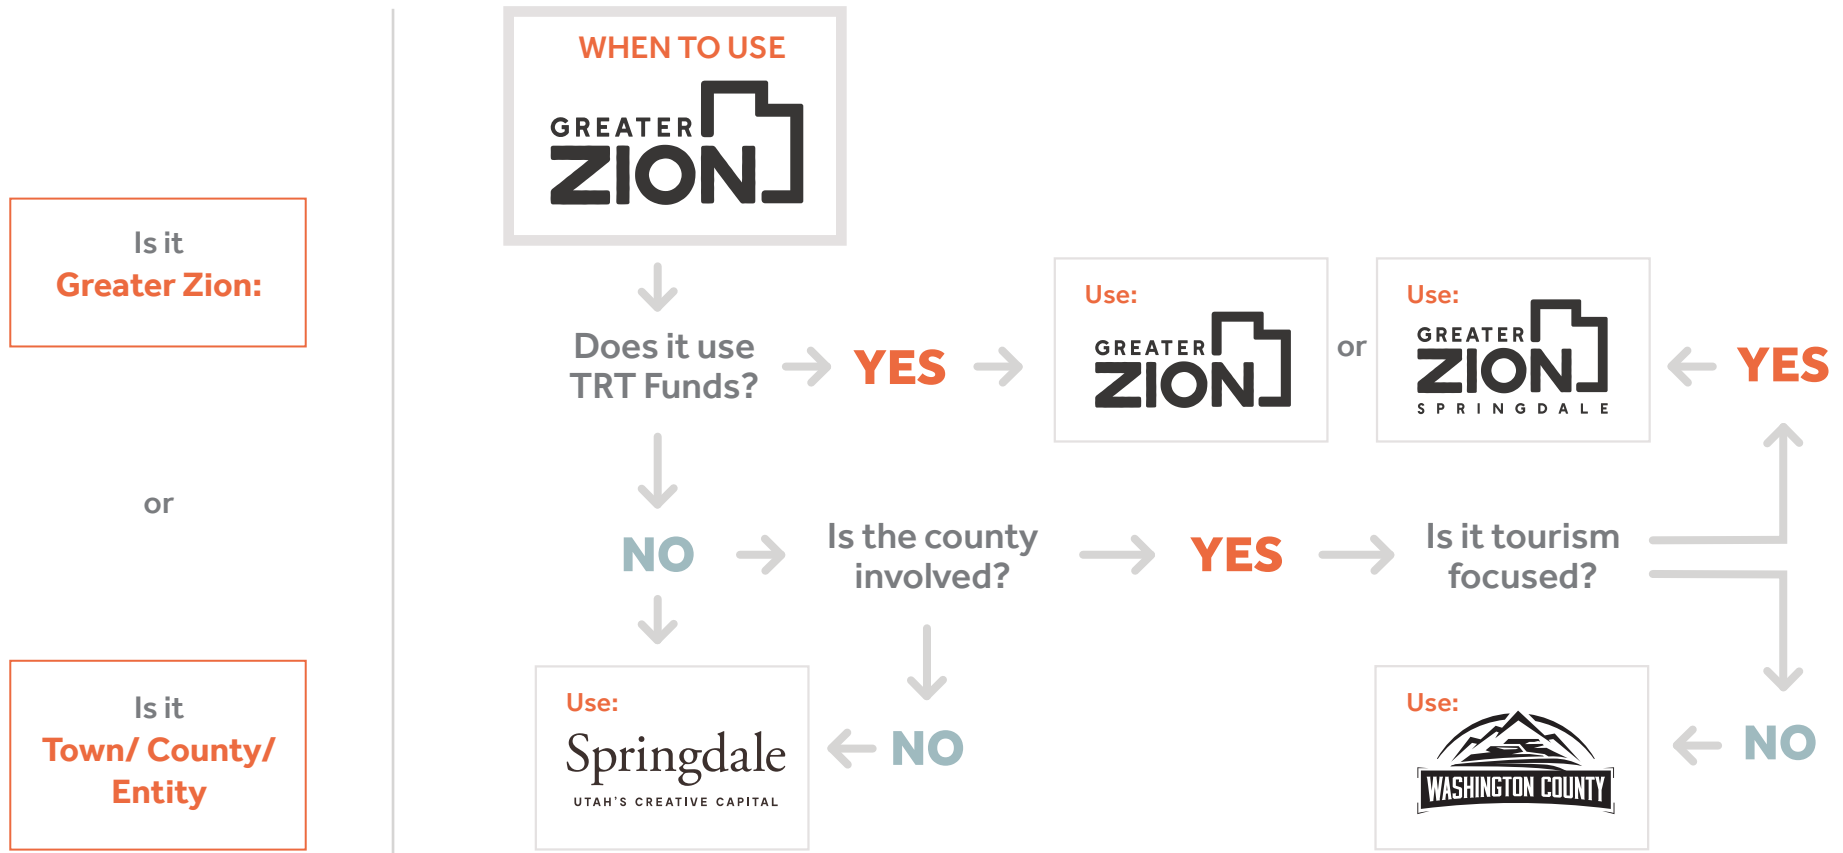 WHEN TO USE
GREATER
ZION
Is it
Greater Zion:
or
Is it
Town/ County/
Entity
Does it use
TRT Funds?
YES
Use:
GREATER
ZION
or
Use:
GREATER
ZION
SPRINGDALE
YES
NO
Is the county
involved?
YES
Is it tourism
focused?
Use:
Springdale
UTAH'S CREATIVE CAPITAL
NO
Use:
WASHINGTON COUNTY
NO